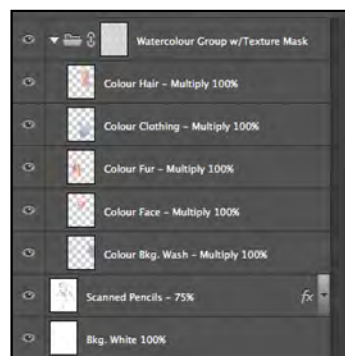 Watercolour Group w/Texture Mask
Colour Hair – Multiply 100%
Colour Clothing – Multiply 100%
Colour Fur – Multiply 100%
Colour Face – Multiply 100%
Colour Bkg. Wash – Multiply 100%
Scanned Pencils – 75% fx
Bkg. White 100%